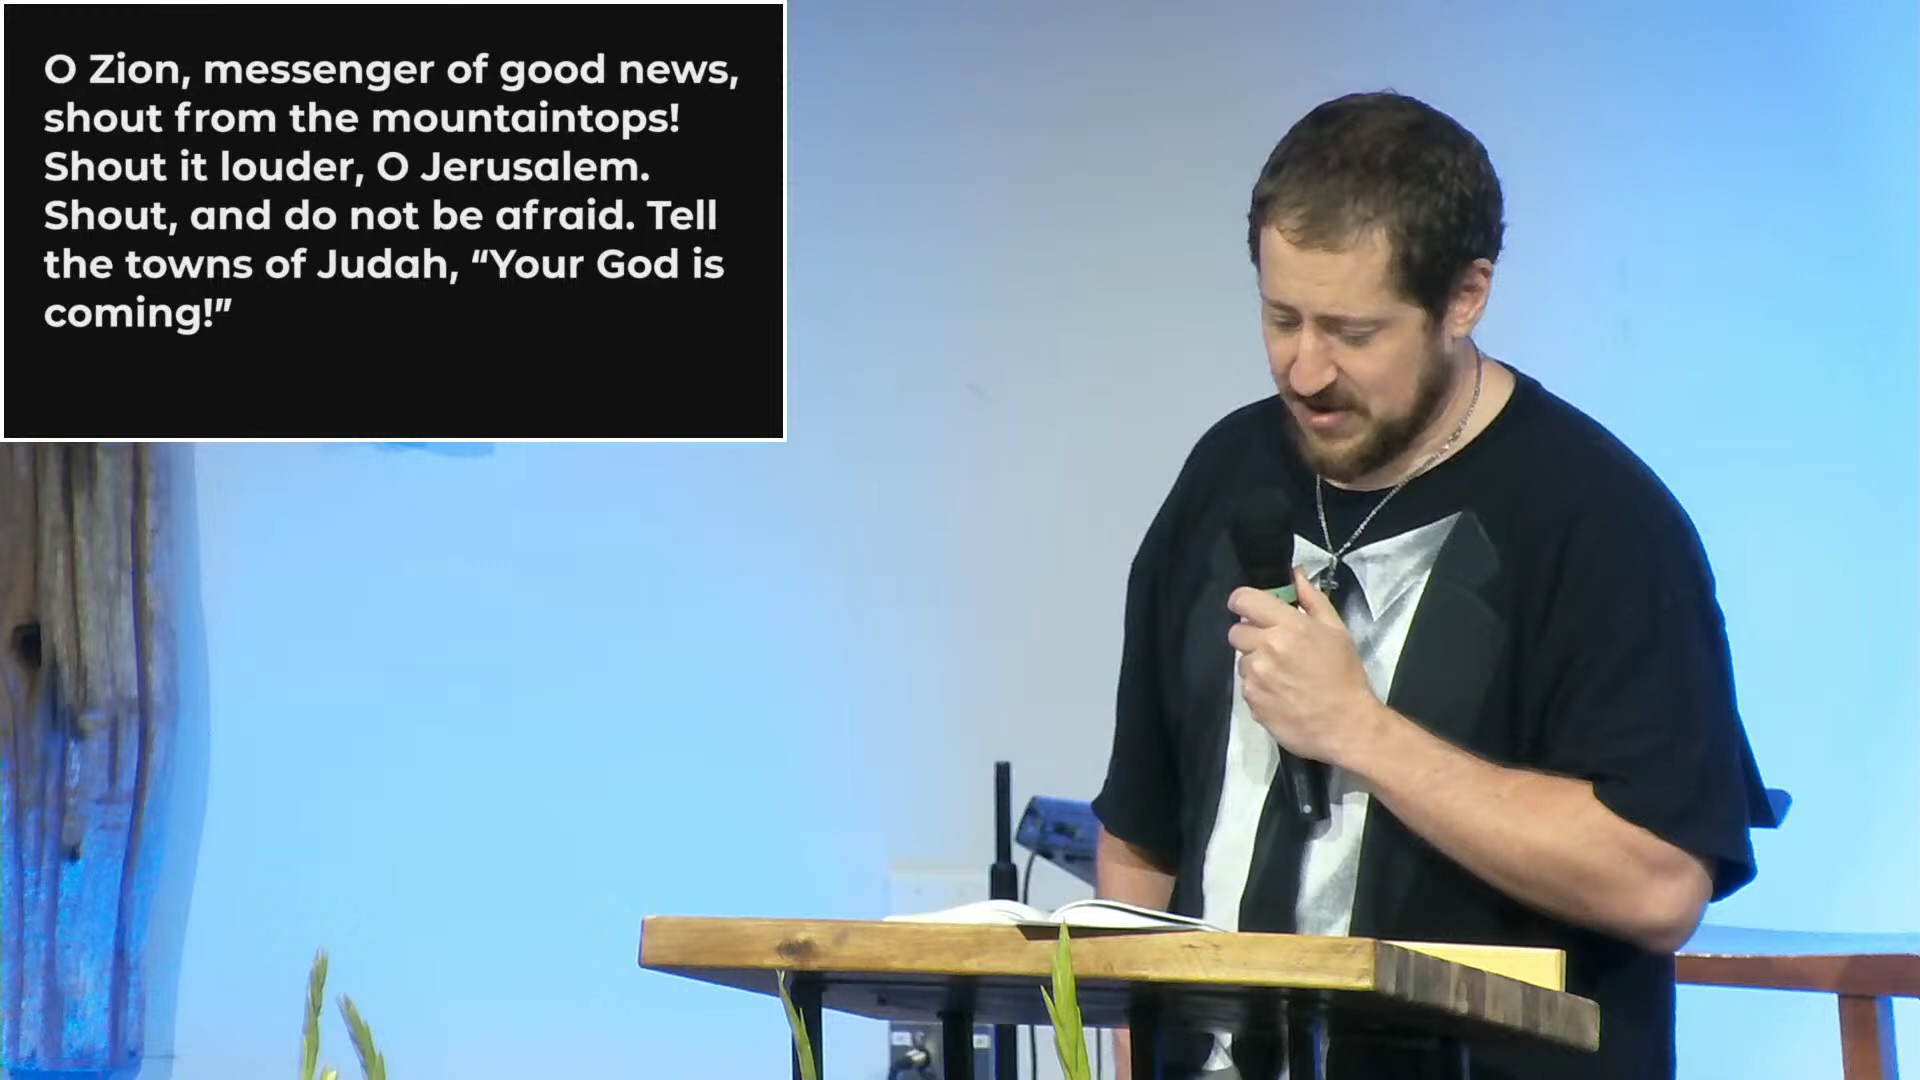 O Zion, messenger of good news,
shout from the mountaintops!
Shout it louder, O Jerusalem.
Shout, and do not be afraid. Tell
the towns of Judah, “Your God is
coming!”